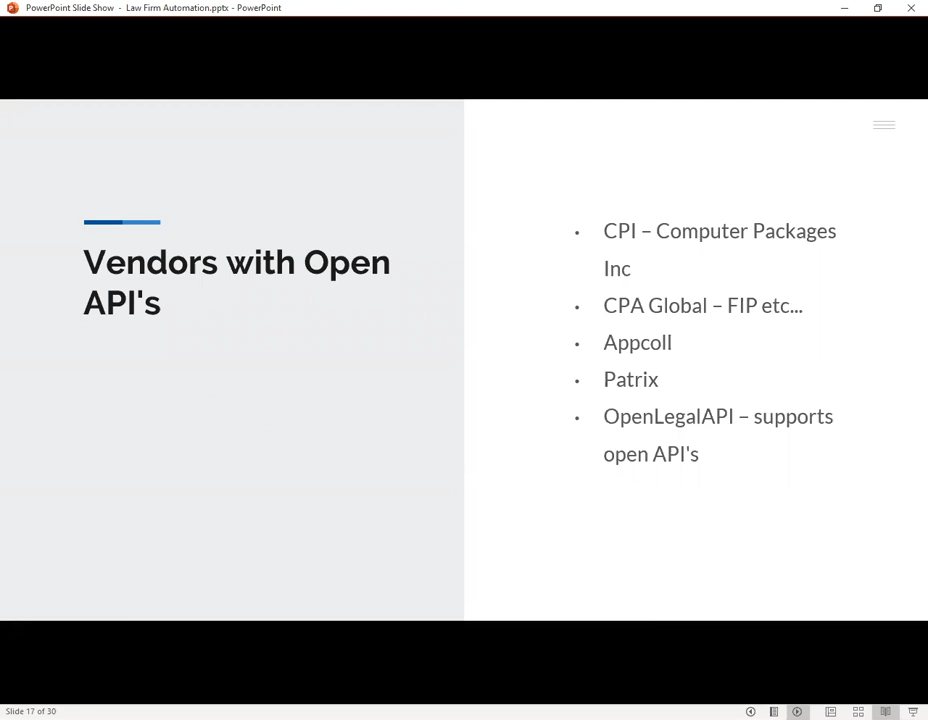 PowerPoint Slide Show - Law Firm Automation.pptx - PowerPoint
Vendors with Open
API's
• CPI – Computer Packages
Inc
• CPA Global – FIP etc...
• Appcoll
• Patrix
• OpenLegalAPI – supports
open API's
Slide 17 of 30